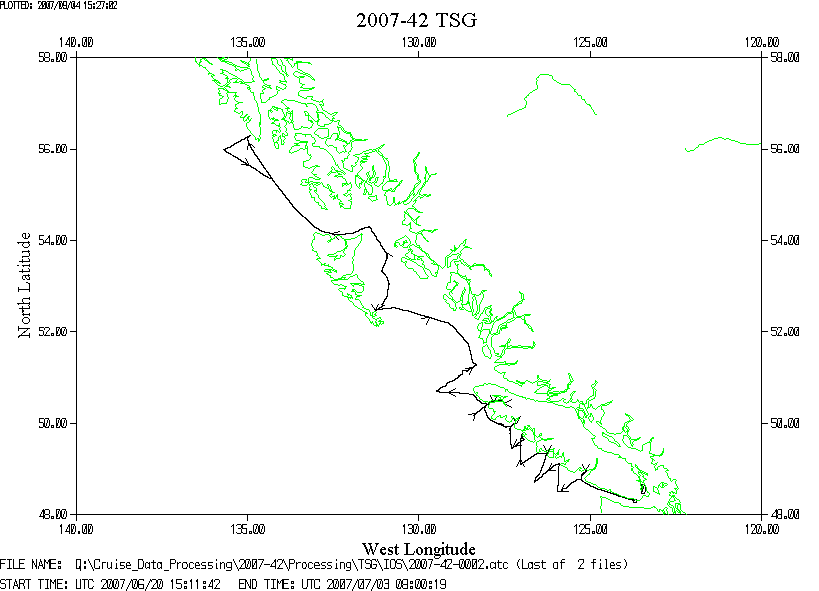 PLOTTED: 2007/09/04 15:27:02
2007-42 TSG
140.00 135.00 130.00 125.00 120.00
58.00 58.00
56.00 56.00
54.00 54.00
North Latitude
52.00 52.00
50.00 50.00
48.00 48.00
140.00 135.00 130.00 125.00 120.00
West Longitude
FILE NAME: Q:\Cruise_Data_Processing\2007-42\Processing\TSG\IOS\2007-42-0002.atc (Last of 2 files)
START TIME: UTC 2007/06/20 15:11:42 END TIME: UTC 2007/07/03 09:00:19